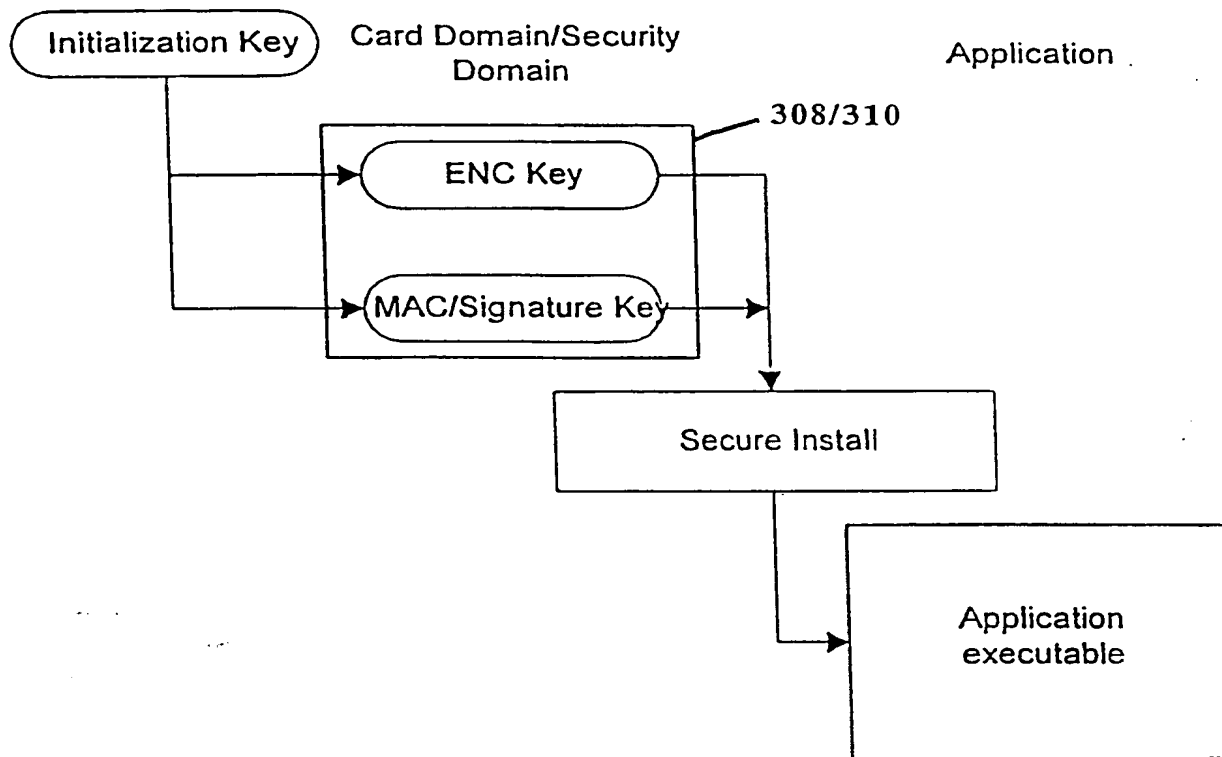 Initialization Key
Card Domain/Security
Domain
Application
308/310
ENC Key
MAC/Signature Key
Secure Install
Application
executable